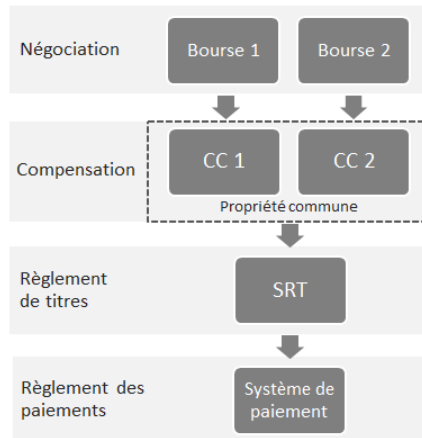 Négociation
Bourse 1
Bourse 2
Compensation
CC 1
CC 2
Propriété commune
Règlement
de titres
SRT
Règlement des
paiements
Système de
paiement